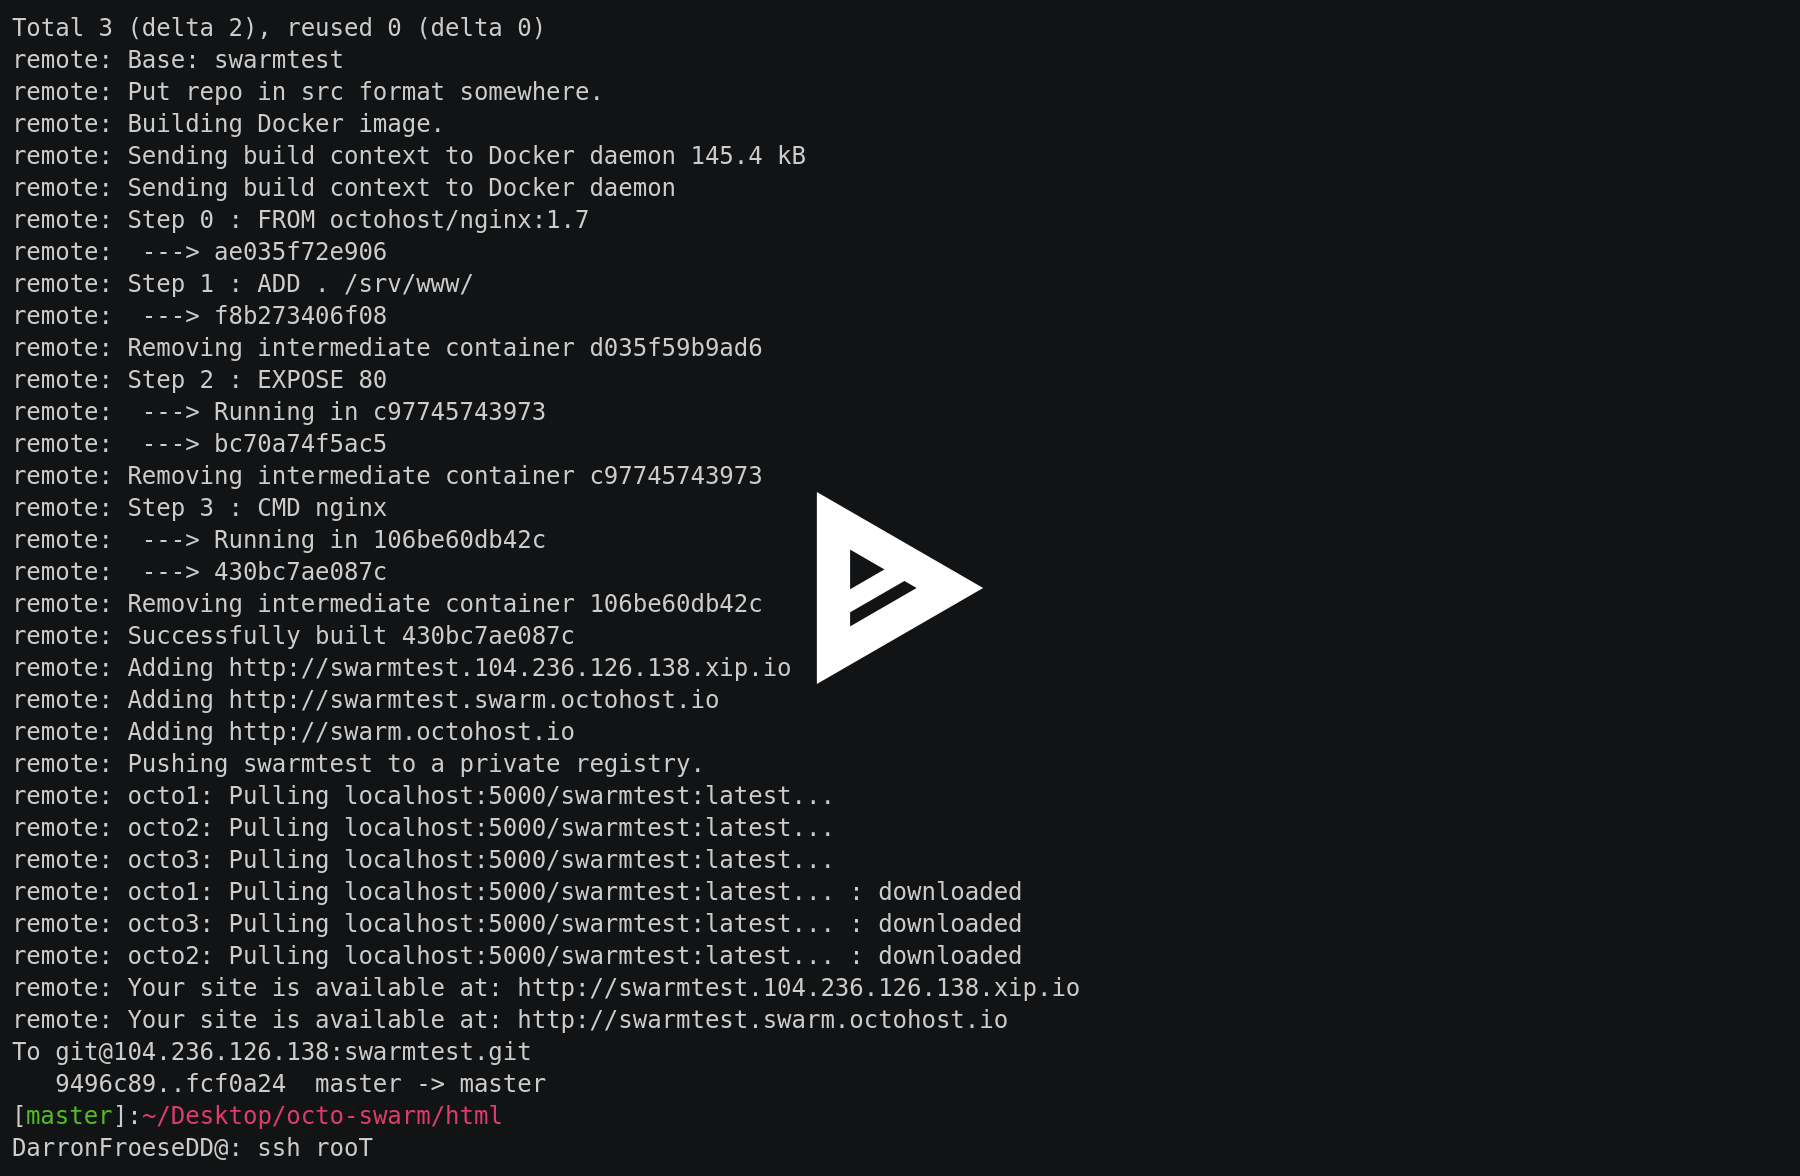 Total 3 (delta 2), reused 0 (delta 0)
remote: Base: swarmtest
remote: Put repo in src format somewhere.
remote: Building Docker image.
remote: Sending build context to Docker daemon 145.4 kB
remote: Sending build context to Docker daemon
remote: Step 0 : FROM octohost/nginx:1.7
remote:  ---> ae035f72e906
remote: Step 1 : ADD . /srv/www/
remote:  ---> f8b273406f08
remote: Removing intermediate container d035f59b9ad6
remote: Step 2 : EXPOSE 80
remote:  ---> Running in c97745743973
remote:  ---> bc70a74f5ac5
remote: Removing intermediate container c97745743973
remote: Step 3 : CMD nginx
remote:  ---> Running in 106be60db42c
remote:  ---> 430bc7ae087c
remote: Removing intermediate container 106be60db42c
remote: Successfully built 430bc7ae087c
remote: Adding http://swarmtest.104.236.126.138.xip.io
remote: Adding http://swarmtest.swarm.octohost.io
remote: Adding http://swarm.octohost.io
remote: Pushing swarmtest to a private registry.
remote: octo1: Pulling localhost:5000/swarmtest:latest...
remote: octo2: Pulling localhost:5000/swarmtest:latest...
remote: octo3: Pulling localhost:5000/swarmtest:latest...
remote: octo1: Pulling localhost:5000/swarmtest:latest... : downloaded
remote: octo3: Pulling localhost:5000/swarmtest:latest... : downloaded
remote: octo2: Pulling localhost:5000/swarmtest:latest... : downloaded
remote: Your site is available at: http://swarmtest.104.236.126.138.xip.io
remote: Your site is available at: http://swarmtest.swarm.octohost.io
To git@104.236.126.138:swarmtest.git
   9496c89..fcf0a24  master -> master
[master]:~/Desktop/octo-swarm/html
DarronFroeseDD@: ssh rooT